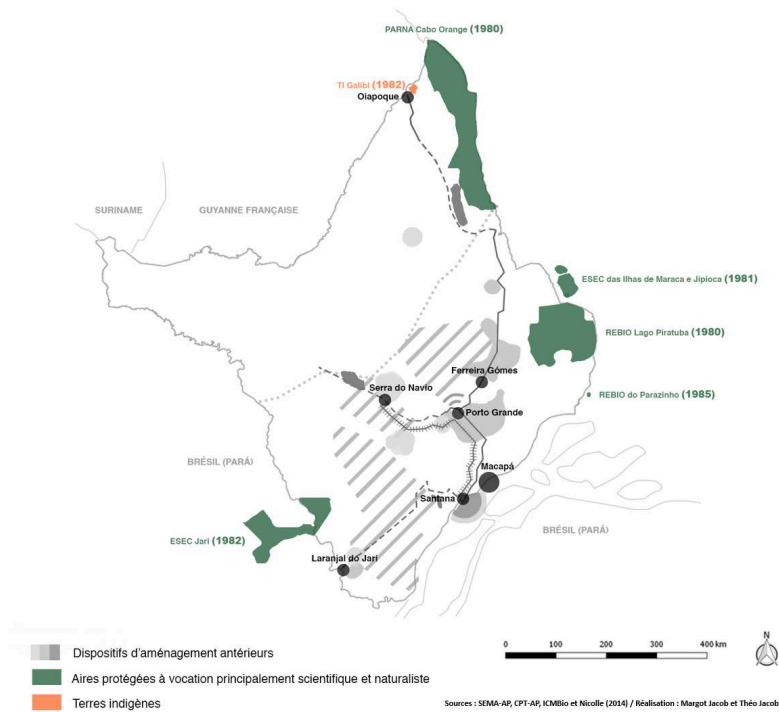 PARNA Cabo Orange (1980)
TI Galibi (1982)
Oiapoque
SURINAME
GUYANNE FRANÇAISE
ESEC das Ilhas de Maraca e Jipioca (1981)
REBIO Lago Piratuba (1980)
Ferreira Gómes
Serra do Navio
REBIO do Parazinho (1985)
Porto Grande
BRÉSIL (PARÁ)
Macapá
Santana
BRÉSIL (PARÁ)
ESEC Jari (1982)
Laranjal do Jari
Dispositifs d'aménagement antérieurs
0 100 200 300 400 km
N
Aires protégées à vocation principalement scientifique et naturaliste
Terres indigènes
Sources : SEMA-AP, CPT-AP, ICMBio et Nicolle (2014) / Réalisation : Margot Jacob et Théo Jacob